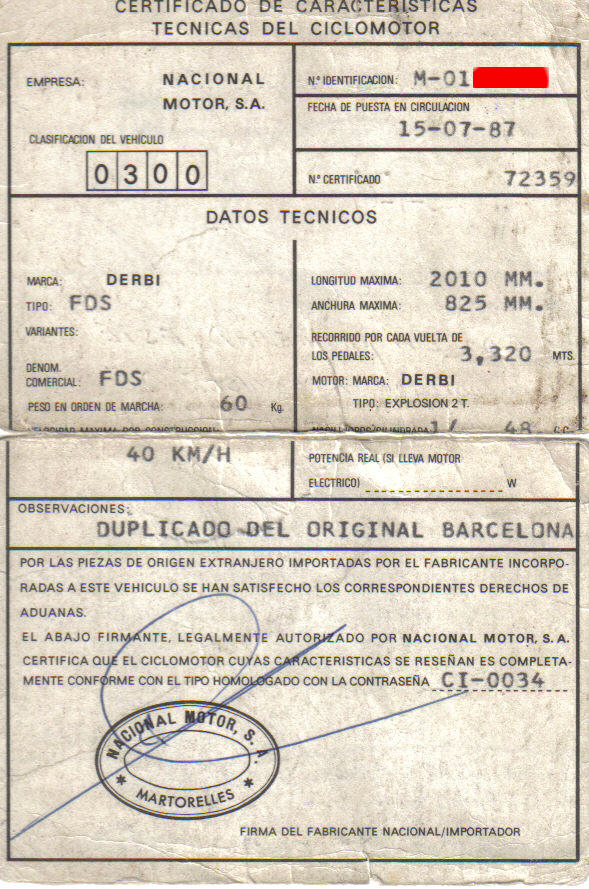 CERTIFICADO DE CARACTERISTICAS
TECNICAS DEL CICLOMOTOR
EMPRESA: NACIONAL
MOTOR, S.A.
CLASIFICACION DEL VEHÍCULO
0300
N.º IDENTIFICACION: M-01
FECHA DE PUESTA EN CIRCULACION
15-07-87
N.º CERTIFICADO 72359
DATOS TECNICOS
MARCA: DERBI
TIPO: FDS
VARIANTES:
DENOM.
COMERCIAL: FDS
PESO EN ORDEN DE MARCHA: 60 Kg.
VELOCIDAD MAXIMA POR CONSTRUCCION:
40 KM/H
LONGITUD MAXIMA: 2010 MM.
ANCHURA MAXIMA: 825 MM.
RECORRIDO POR CADA VUELTA DE
LOS PEDALES: 3,320 MTS.
MOTOR: MARCA: DERBI
TIPO: EXPLOSION 2 T.
1/ 48 C.C.
POTENCIA REAL (SI LLEVA MOTOR
ELECTRICO) W
OBSERVACIONES:
DUPLICADO DEL ORIGINAL BARCELONA
POR LAS PIEZAS DE ORIGEN EXTRANJERO IMPORTADAS POR EL FABRICANTE INCORPO-
RADAS A ESTE VEHICULO SE HAN SATISFECHO LOS CORRESPONDIENTES DERECHOS DE
ADUANAS.
EL ABAJO FIRMANTE, LEGALMENTE AUTORIZADO POR NACIONAL MOTOR, S. A.
CERTIFICA QUE EL CICLOMOTOR CUYAS CARACTERISTICAS SE RESEÑAN ES COMPLETA-
MENTE CONFORME CON EL TIPO HOMOLOGADO CON LA CONTRASEÑA CI-0034
NACIONAL MOTOR, S. A.
* MARTORELLES *
FIRMA DEL FABRICANTE NACIONAL/IMPORTADOR